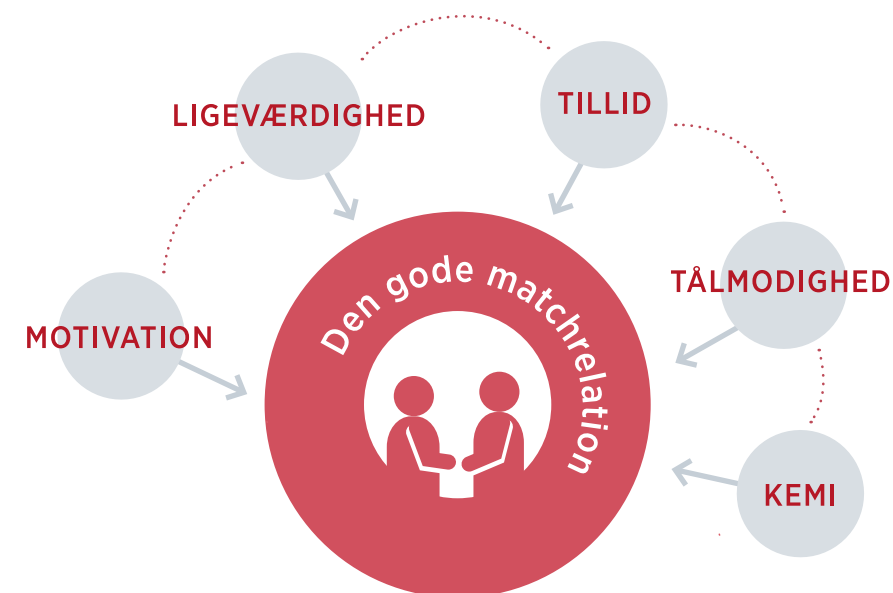 LIGEVÆRDIGHED
TILLID
TÅLMODIGHED
MOTIVATION
KEMI
Den gode matchrelation